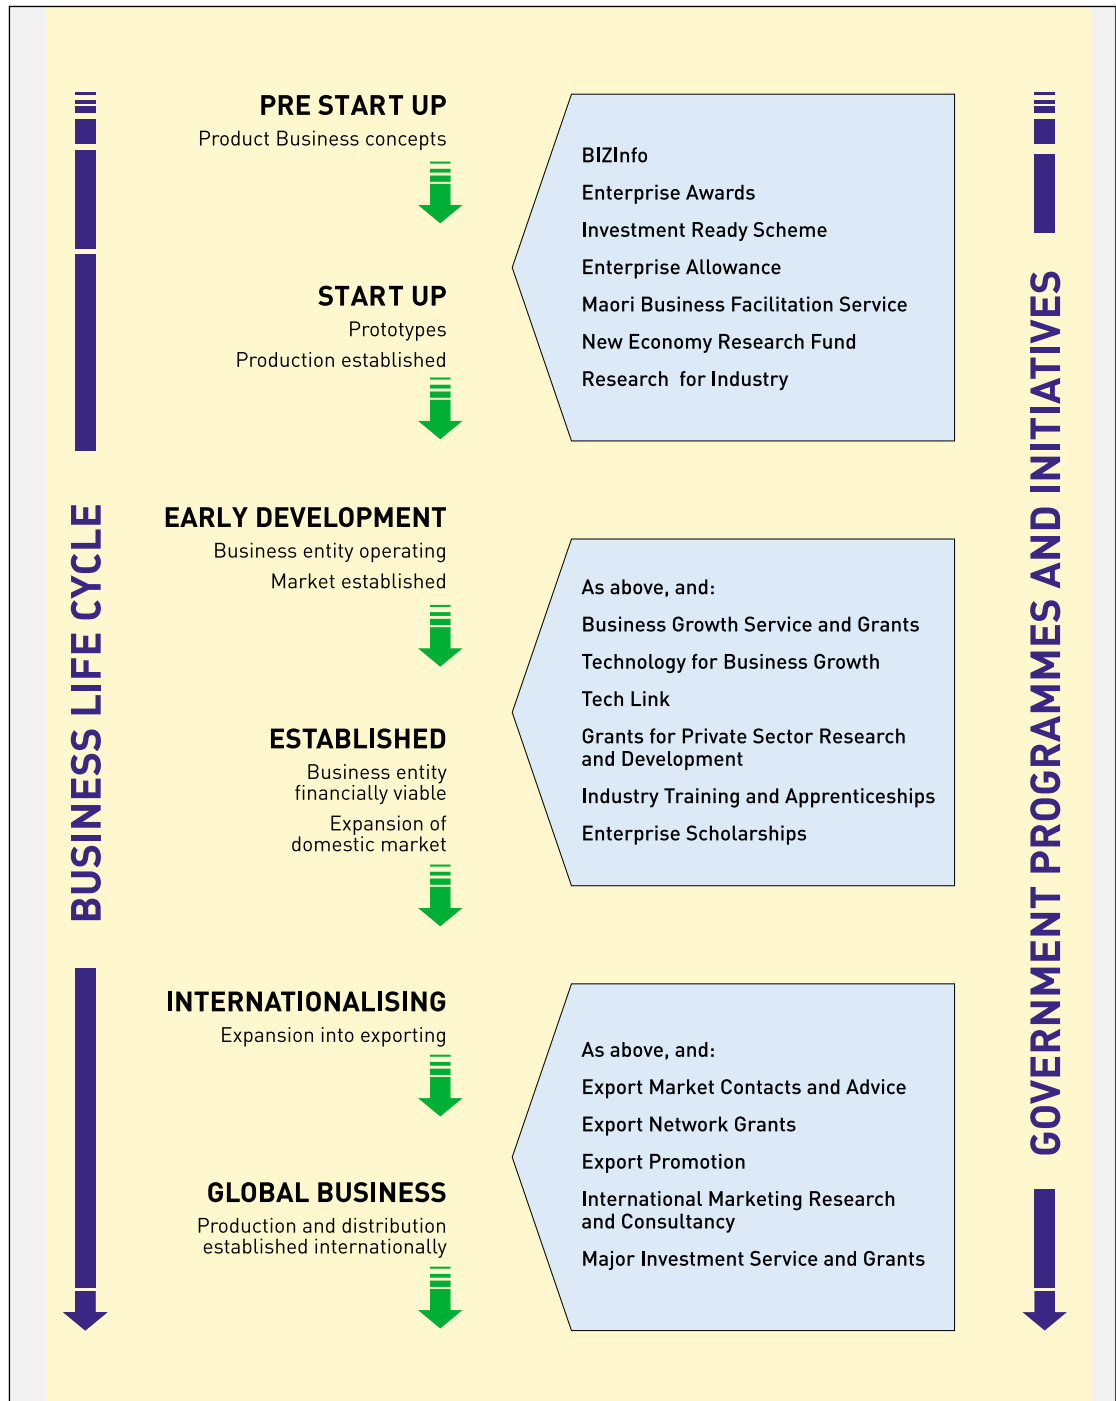 BUSINESS LIFE CYCLE
PRE START UP
Product Business concepts
START UP
Prototypes
Production established
EARLY DEVELOPMENT
Business entity operating
Market established
ESTABLISHED
Business entity
financially viable
Expansion of
domestic market
INTERNATIONALISING
Expansion into exporting
GLOBAL BUSINESS
Production and distribution
established internationally
BIZInfo
Enterprise Awards
Investment Ready Scheme
Enterprise Allowance
Maori Business Facilitation Service
New Economy Research Fund
Research for Industry
As above, and:
Business Growth Service and Grants
Technology for Business Growth
Tech Link
Grants for Private Sector Research
and Development
Industry Training and Apprenticeships
Enterprise Scholarships
As above, and:
Export Market Contacts and Advice
Export Network Grants
Export Promotion
International Marketing Research
and Consultancy
Major Investment Service and Grants
GOVERNMENT PROGRAMMES AND INITIATIVES